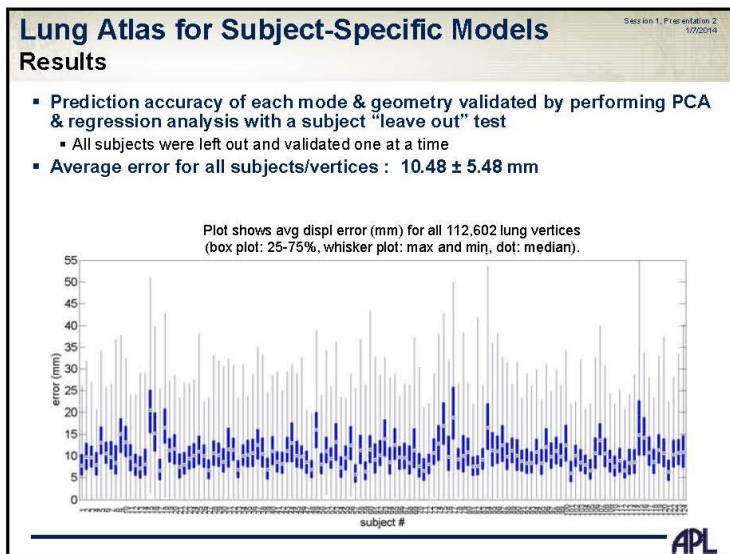 Lung Atlas for Subject-Specific Models
Session 1, Presentation 2
1/7/2014
Results
▪ Prediction accuracy of each mode & geometry validated by performing PCA
& regression analysis with a subject “leave out” test
▪ All subjects were left out and validated one at a time
▪ Average error for all subjects/vertices : 10.48 ± 5.48 mm
Plot shows avg displ error (mm) for all 112,602 lung vertices
(box plot: 25-75%, whisker plot: max and min, dot: median).
55
50
45
40
35
30
25
20
15
10
5
0
error (mm)
subject #
APL